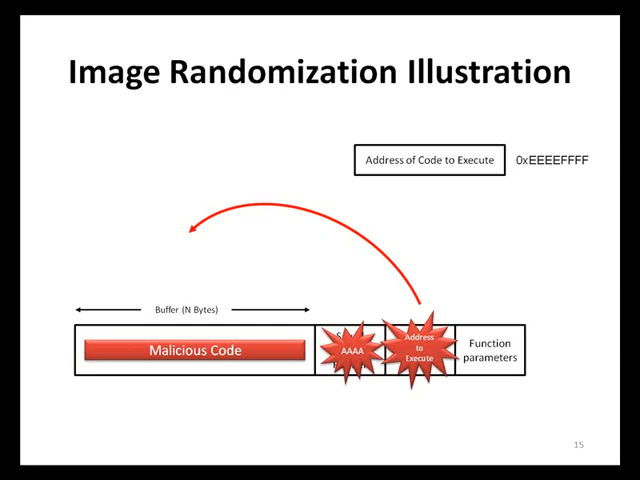 Image Randomization Illustration
Address of Code to Execute
0xEEEEFFFF
Buffer (N Bytes)
Malicious Code
AAAA
Address
to
Execute
Function
parameters
15